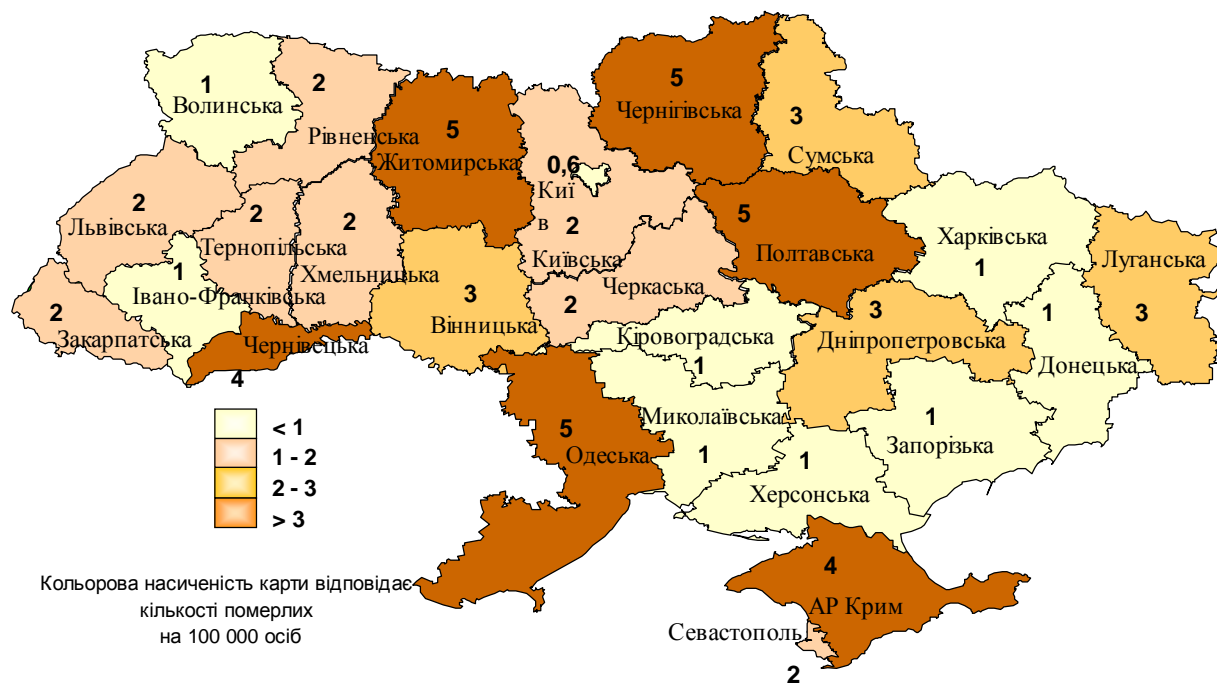 1
Волинська
2
Рівненська
5
Житомирська
0,6
Киї
в
2
Київська
5
Чернігівська
3
Сумська
2
Львівська
2
Тернопільська
2
Хмельницька
1
Івано-Франківська
2
Закарпатська
Чернівецька
4
3
Вінницька
2
Черкаська
5
Полтавська
Харківська
1
Луганська
3
Кіровоградська
1
3
Дніпропетровська
1
Донецька
5
Одеська
Миколаївська
1
1
Херсонська
1
Запорізька
4
АР Крим
Севастополь
2
< 1
1 - 2
2 - 3
> 3
Кольорова насиченість карти відповідає
кількості померлих
на 100 000 осіб